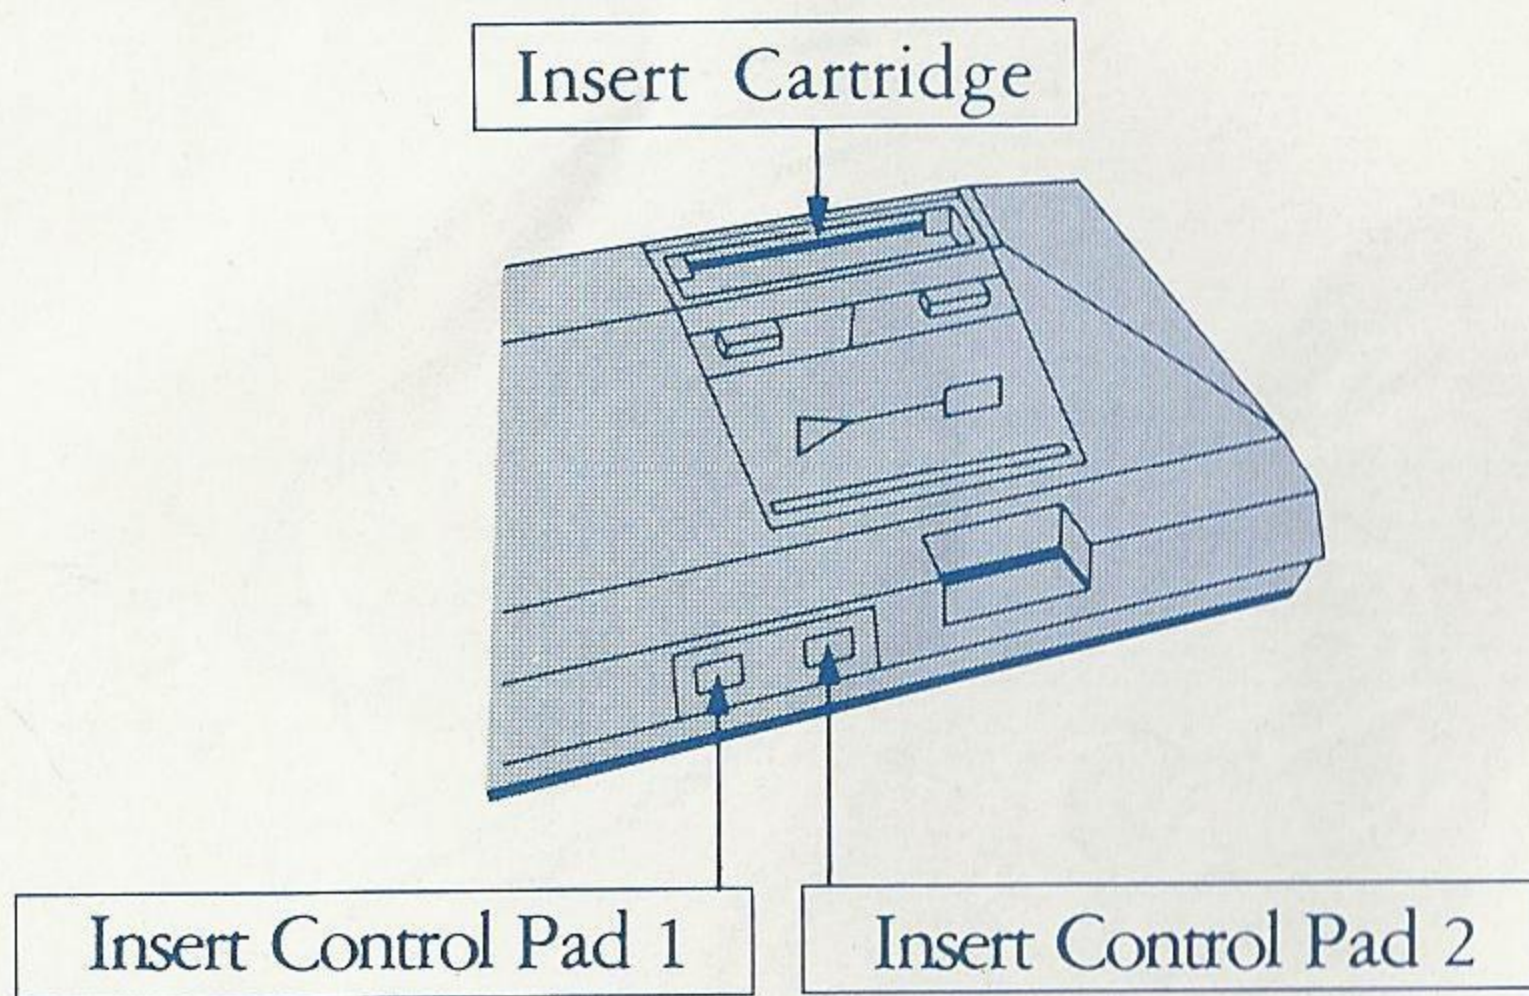 Insert Cartridge
Insert Control Pad 1
Insert Control Pad 2